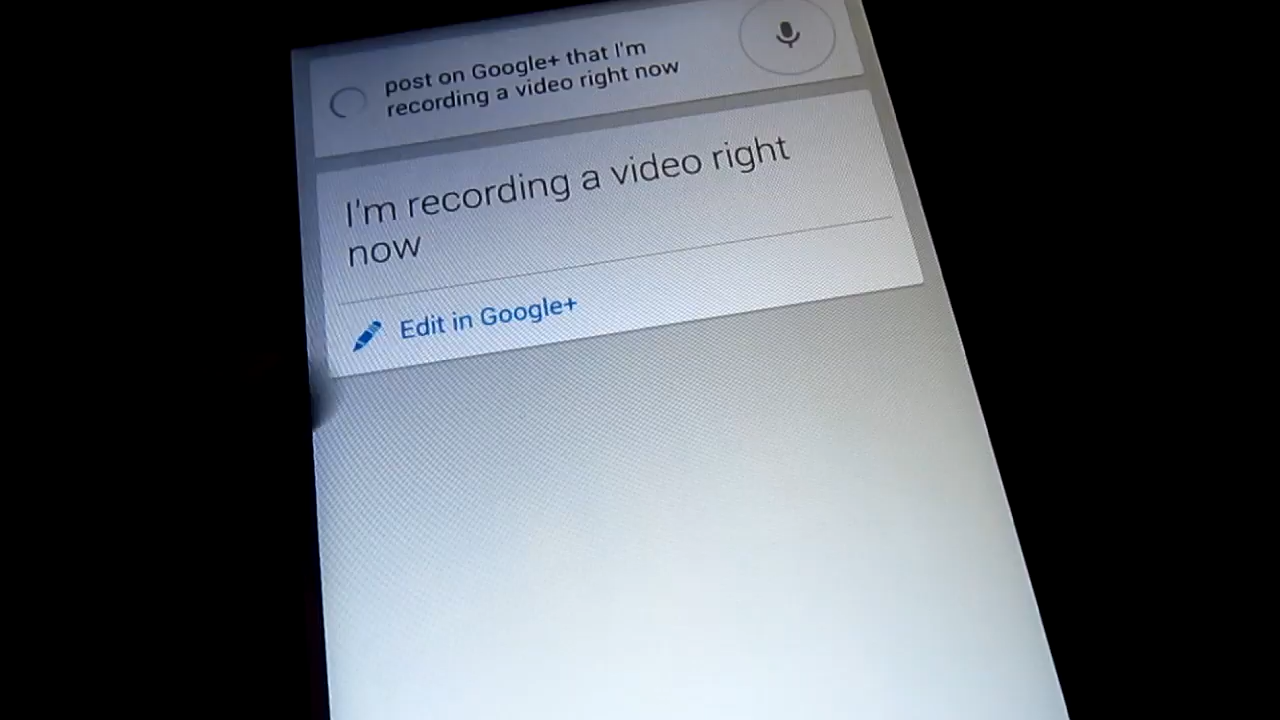 post on Google+ that I'm
recording a video right now
I'm recording a video right
now
Edit in Google+